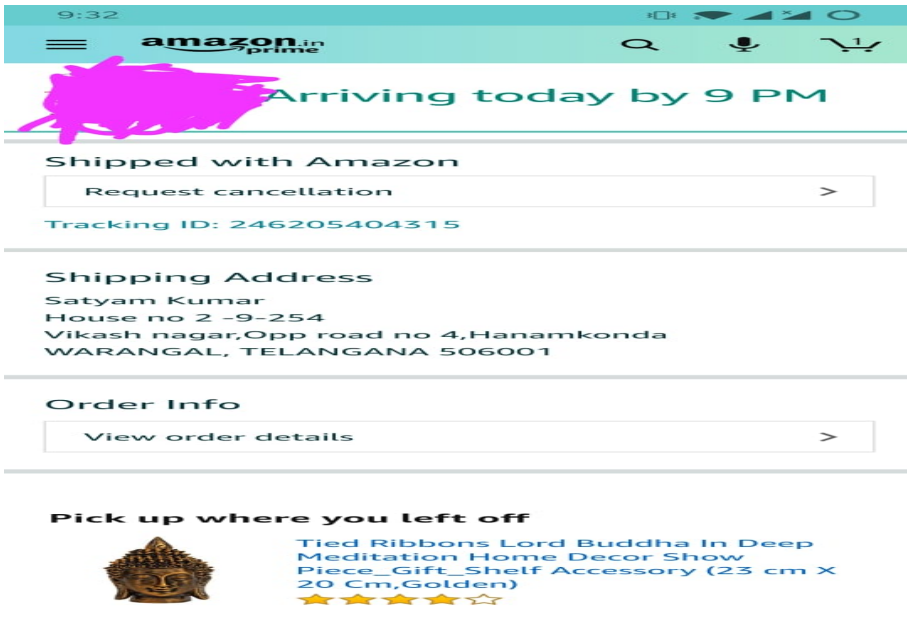 9:32
amazon.in
prime
1
Arriving today by 9 PM
Shipped with Amazon
Request cancellation >
Tracking ID: 246205404315
Shipping Address
Satyam Kumar
House no 2 -9-254
Vikash nagar,Opp road no 4,Hanamkonda
WARANGAL, TELANGANA 506001
Order Info
View order details >
Pick up where you left off
Tied Ribbons Lord Buddha In Deep
Meditation Home Decor Show
Piece_Gift_Shelf Accessory (23 cm X
20 Cm,Golden)